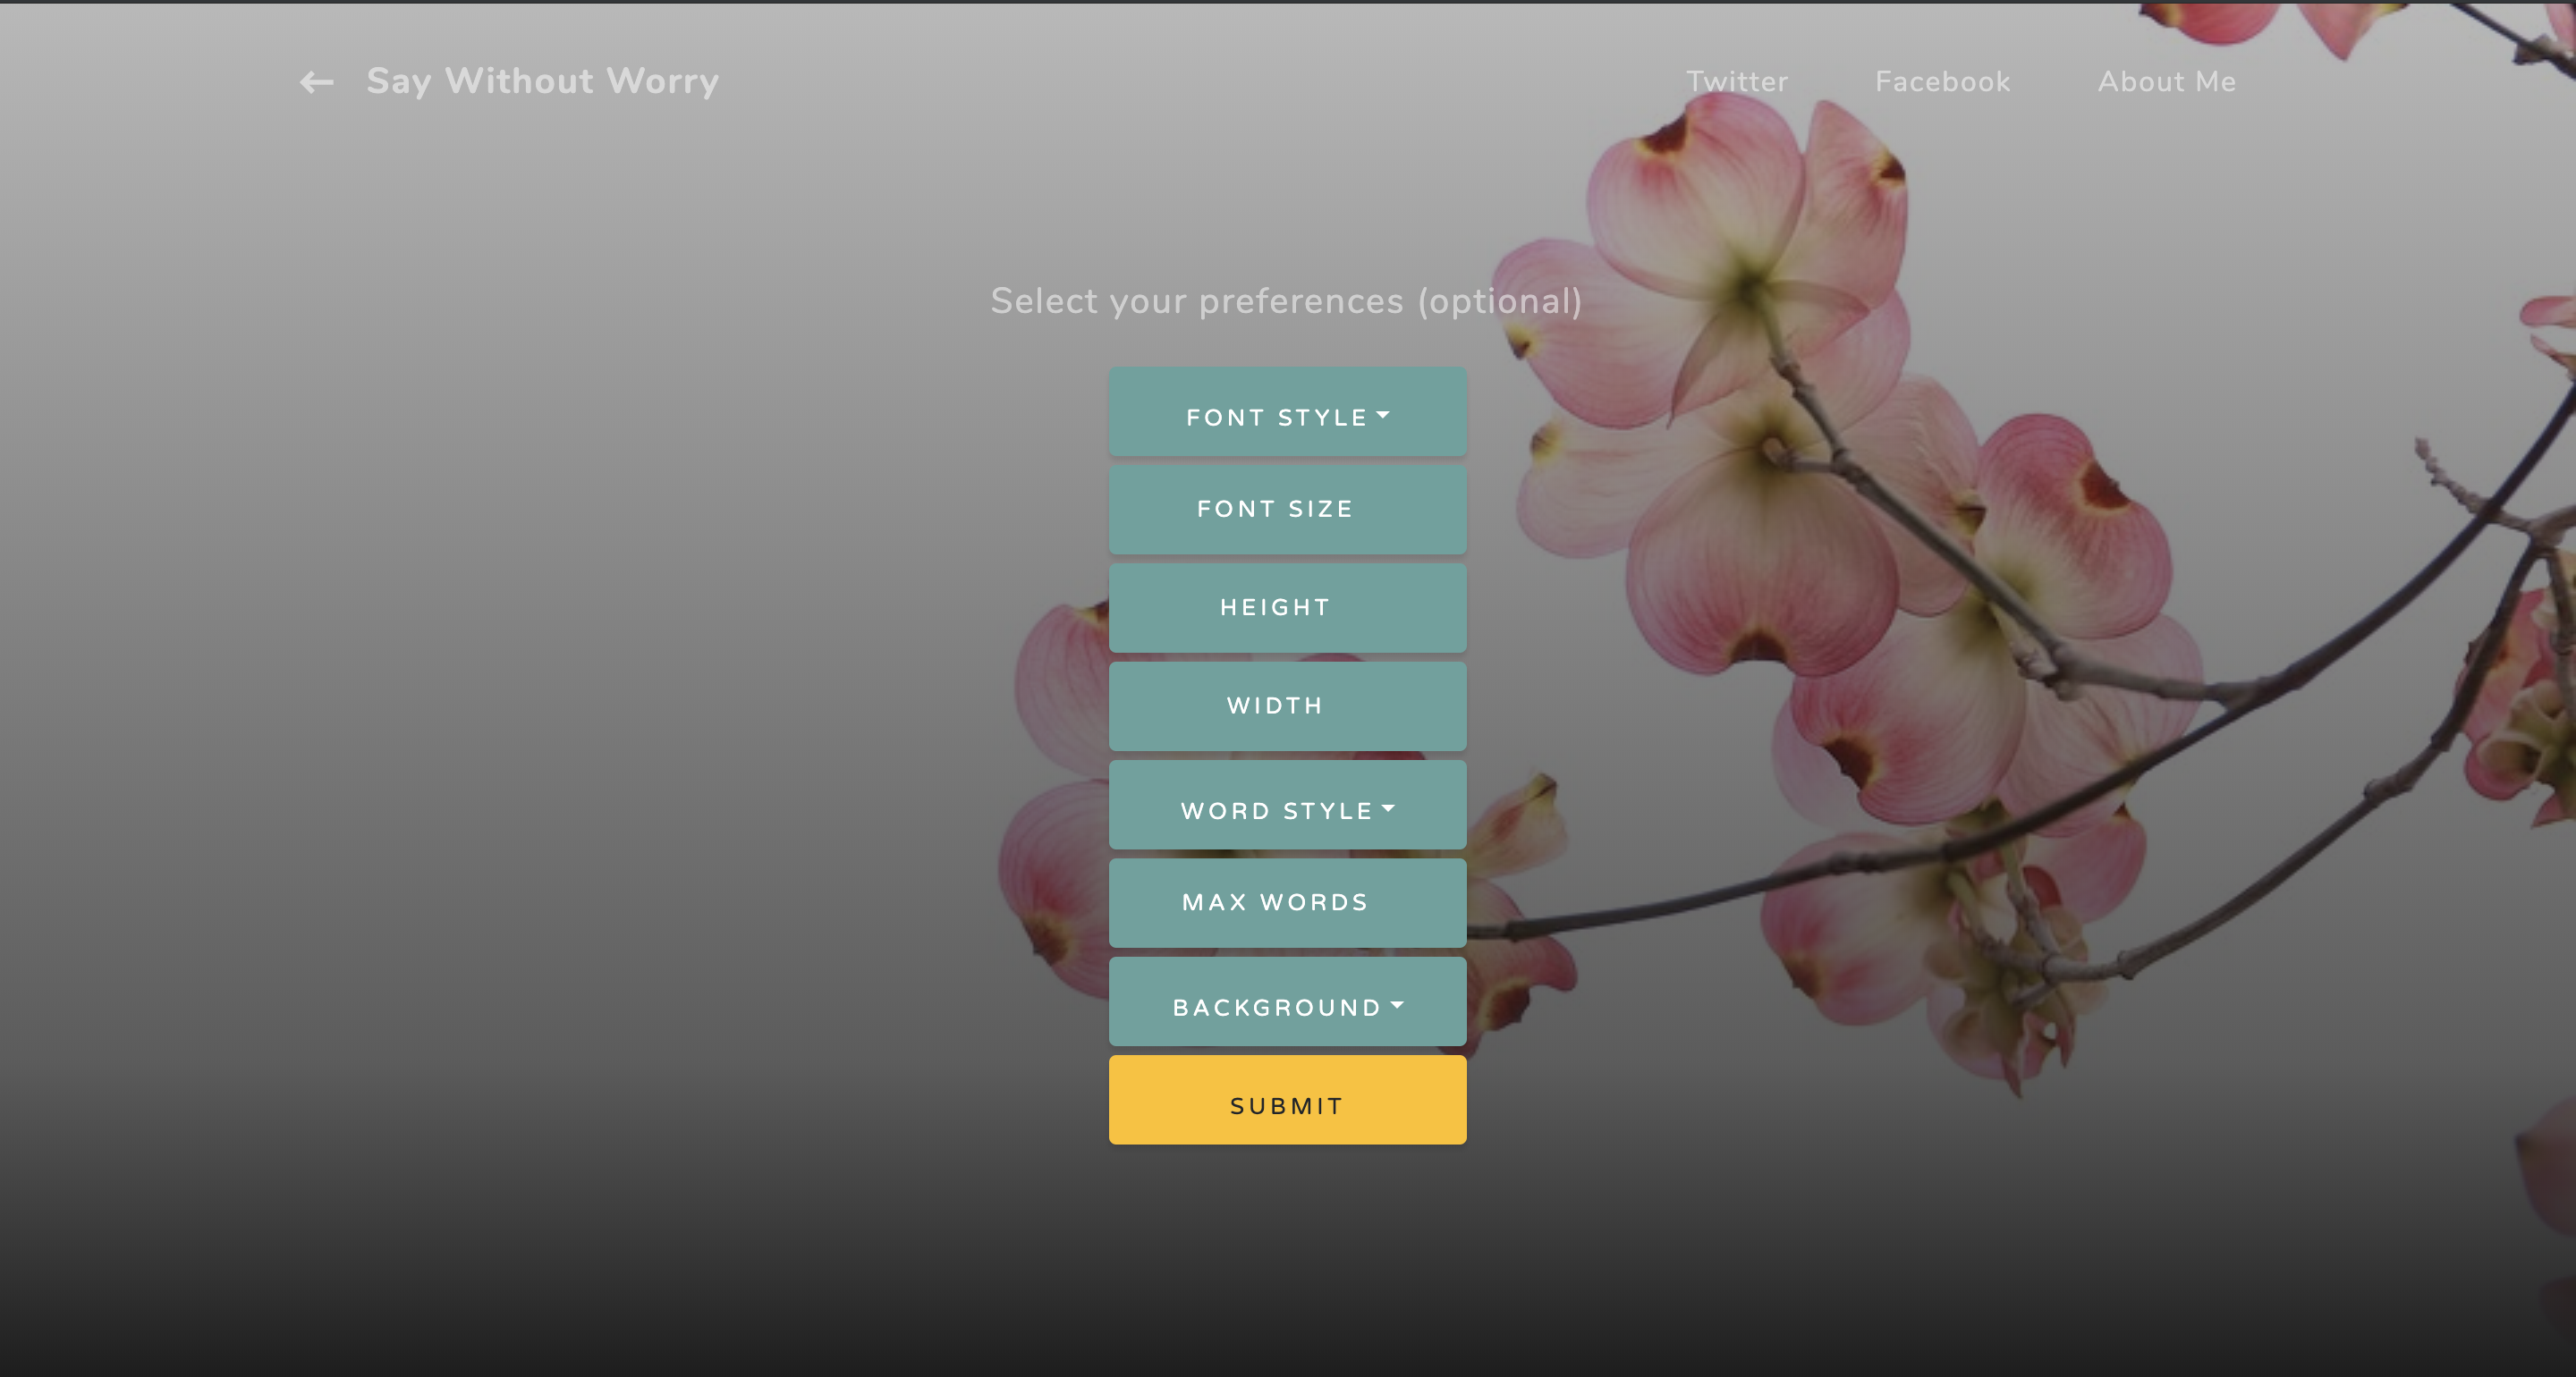 Say Without Worry
Twitter Facebook About Me
Select your preferences (optional)
FONT STYLE
FONT SIZE
HEIGHT
WIDTH
WORD STYLE
MAX WORDS
BACKGROUND
SUBMIT